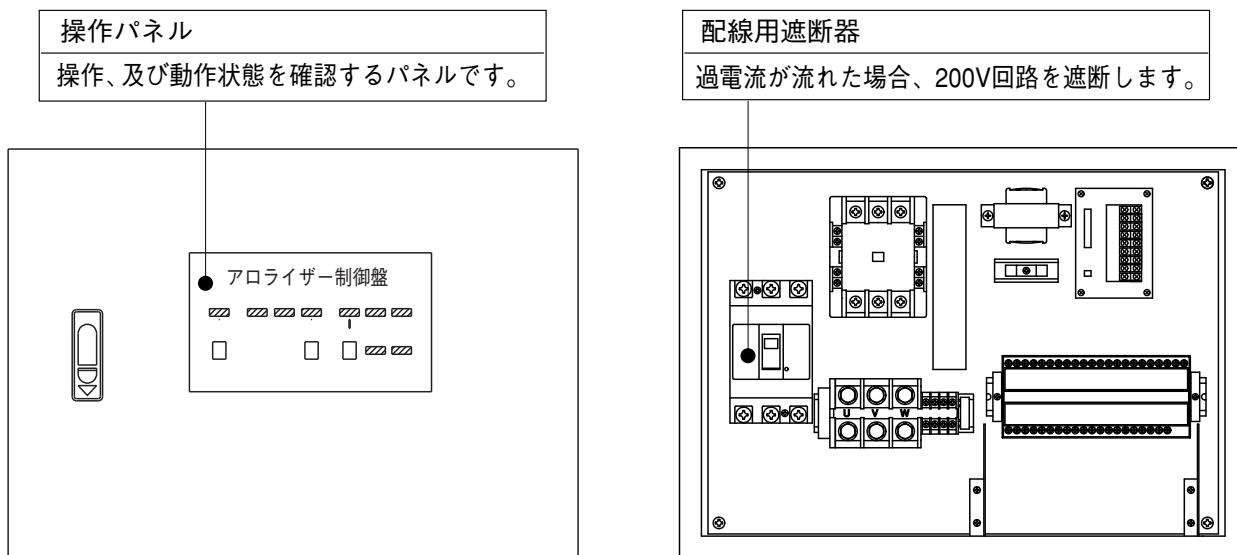 操作パネル
操作、及び動作状態を確認するパネルです。
配線用遮断器
過電流が流れた場合、200V回路を遮断します。
アロライザー制御盤
U V W